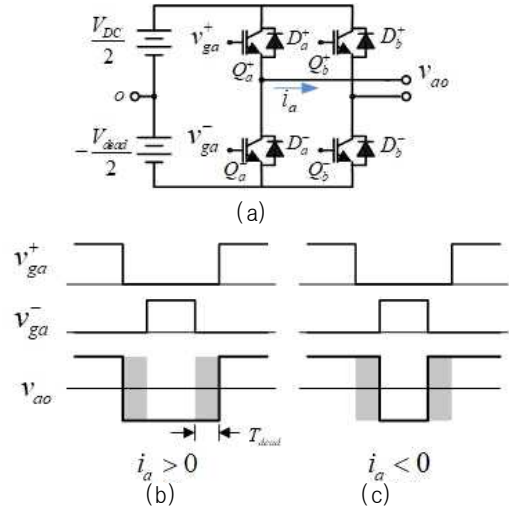 V_DC/2
v_ga^+
D_a^+
Q_a^+
Q_b^+
D_b^+
o
i_a
v_ao
-V_dead/2
v_ga^-
D_a^-
Q_a^-
Q_b^-
D_b^-
(a)
v_ga^+
v_ga^-
v_ao
T_dead
i_a > 0
i_a < 0
(b)
(c)